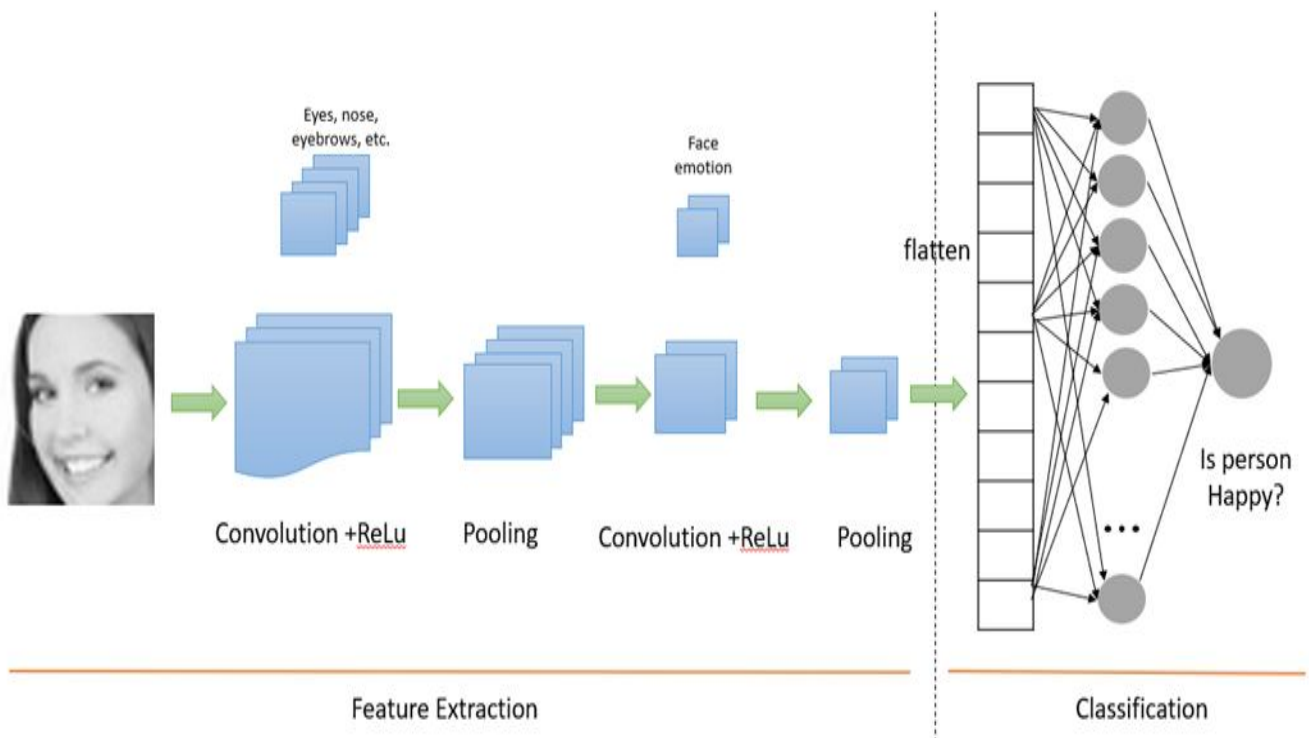 Eyes, nose,
eyebrows, etc.
Face
emotion
flatten
Convolution +ReLu
Pooling
Convolution +ReLu
Pooling
Is person
Happy?
...
Feature Extraction
Classification